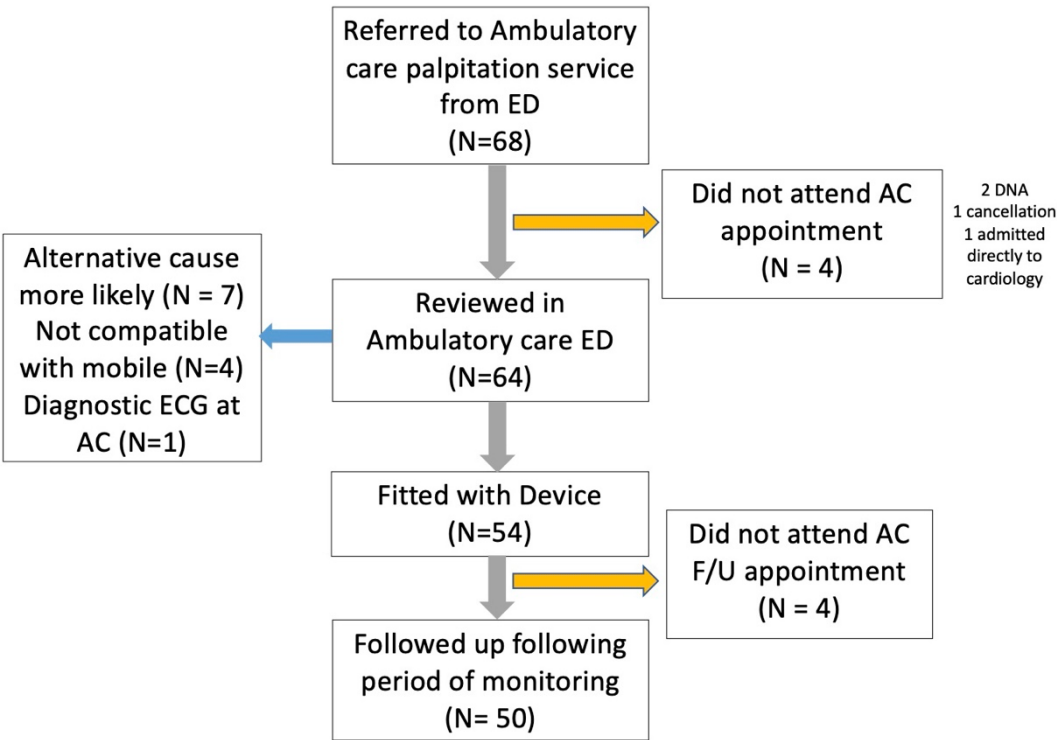 Referred to Ambulatory
care palpitation service
from ED
(N=68)
Did not attend AC
appointment
(N = 4)
2 DNA
1 cancellation
1 admitted
directly to
cardiology
Alternative cause
more likely (N = 7)
Not compatible
with mobile (N=4)
Diagnostic ECG at
AC (N=1)
Reviewed in
Ambulatory care ED
(N=64)
Fitted with Device
(N=54)
Did not attend AC
F/U appointment
(N = 4)
Followed up following
period of monitoring
(N= 50)